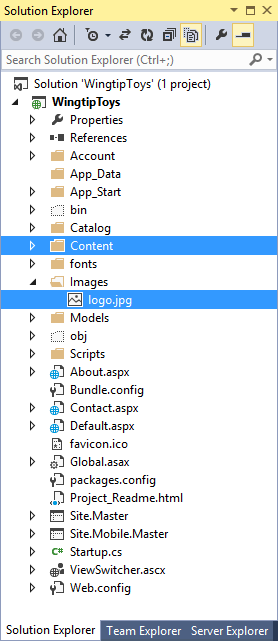 Solution Explorer
Search Solution Explorer (Ctrl+;)
Solution 'WingtipToys' (1 project)
WingtipToys
Properties
References
Account
App_Data
App_Start
bin
Catalog
Content
fonts
Images
logo.jpg
Models
obj
Scripts
About.aspx
Bundle.config
Contact.aspx
Default.aspx
favicon.ico
Global.asax
packages.config
Project_Readme.html
Site.Master
Site.Mobile.Master
C# Startup.cs
ViewSwitcher.ascx
Web.config
Solution Explorer Team Explorer Server Explorer